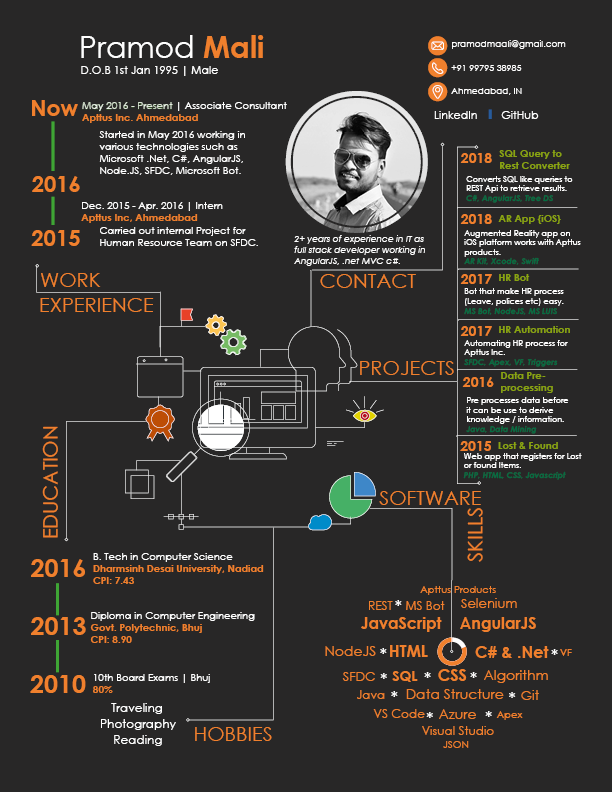 Pramod Mali
D.O.B 1st Jan 1995 | Male
pramodmaali@gmail.com
+91 99795 38985
Ahmedabad, IN
LinkedIn | GitHub
Now
May 2016 - Present | Associate Consultant
Apttus Inc. Ahmedabad
Started in May 2016 working in
various technologies such as
Microsoft .Net, C#, AngularJS,
Node.JS, SFDC, Microsoft Bot.
2016
Dec. 2015 - Apr. 2016 | Intern
Apttus Inc, Ahmedabad
2015
Carried out internal Project for
Human Resource Team on SFDC.
WORK
EXPERIENCE
2+ years of experience in IT as
full stack developer working in
AngularJS, .net MVC c#.
CONTACT
2018 SQL Query to
Rest Converter
Converts SQL like queries to
REST Api to retrieve results.
C#, AngularJS, Tree DS
2018 AR App {iOS}
Augmented Reality app on
iOS platform works with Apttus
products.
AR Kit, Xcode, Swift
2017 HR Bot
Bot that make HR process
(Leave, polices etc) easy.
MS Bot, NodeJS, MS LUIS
2017 HR Automation
Automating HR process for
Apttus Inc.
SFDC, Apex, VF, Triggers
2016 Data Pre-
processing
Pre processes data before
it can be use to derive
knowledge / information.
Java, Data Mining
2015 Lost & Found
Web app that registers for Lost
or found Items.
PHP, HTML, CSS, Javascript
PROJECTS
EDUCATION
2016
B. Tech in Computer Science
Dharmsinh Desai University, Nadiad
CPI: 7.43
2013
Diploma in Computer Engineering
Govt. Polytechnic, Bhuj
CPI: 8.90
2010
10th Board Exams | Bhuj
80%
Traveling
Photography
Reading
HOBBIES
SOFTWARE
SKILLS
Apttus Products
REST * MS Bot Selenium
JavaScript AngularJS
NodeJS * HTML C# & .Net * VF
SFDC * SQL * CSS * Algorithm
Java * Data Structure * Git
VS Code * Azure * Apex
Visual Studio
JSON